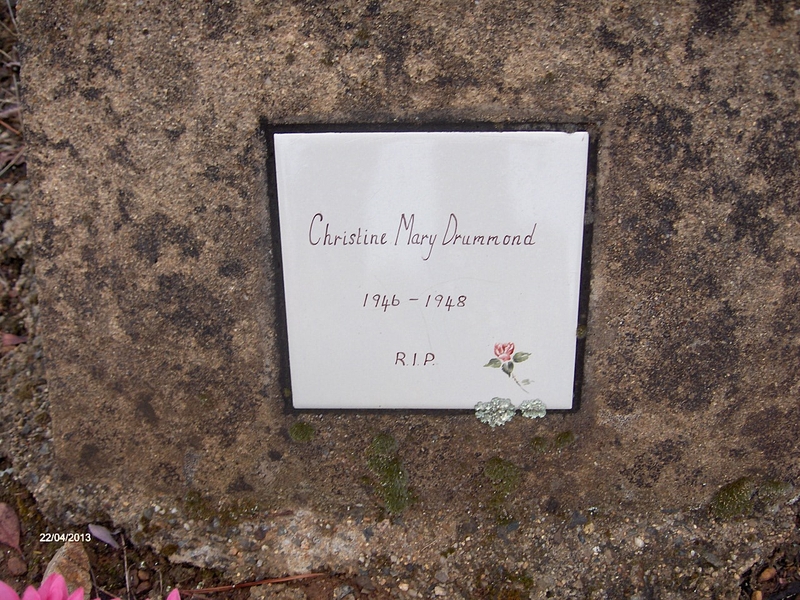 Christine Mary Drummond
1946 - 1948
R.I.P.
22/04/2013